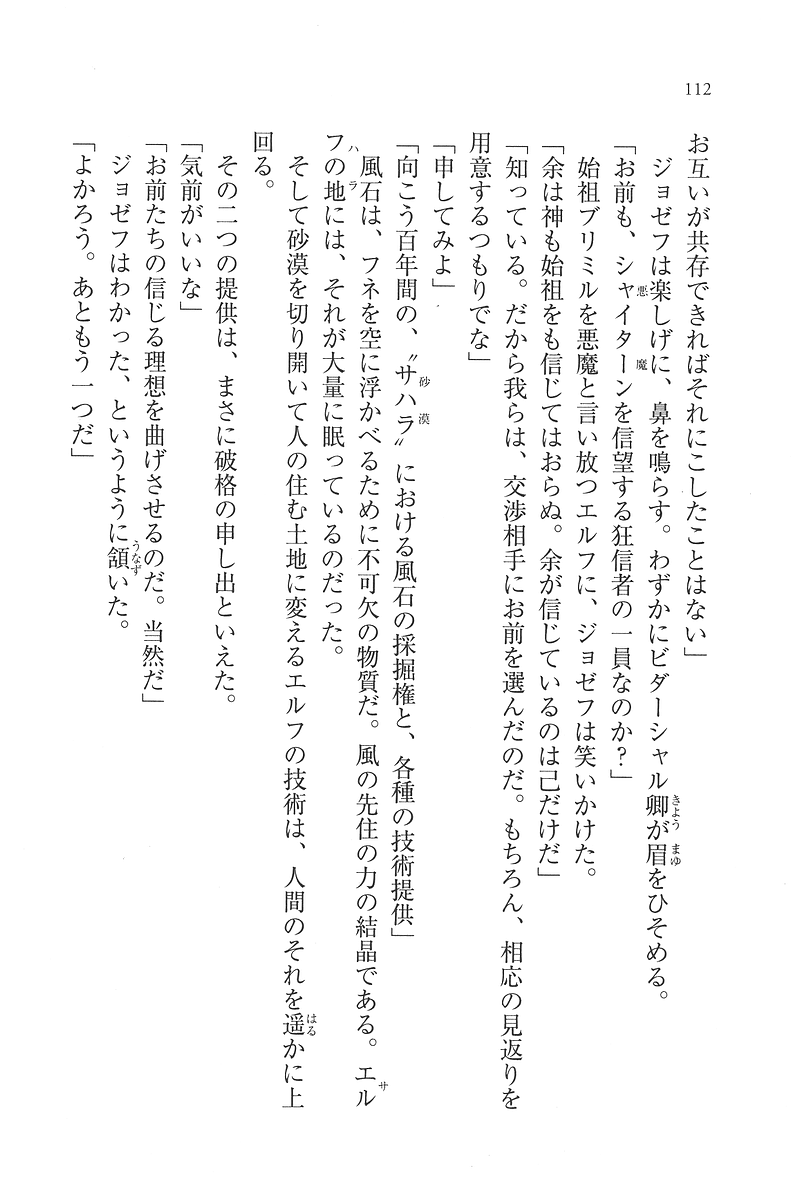 112
お互いが共存できればそれにこしたことはない」
ジョゼフは楽しげに、鼻を鳴らす。わずかにビダーシャル卿が眉をひそめる。
「お前も、シャイターンを信望する狂信者の一員なのか？」
始祖ブリミルを悪魔と言い放つエルフに、ジョゼフは笑いかけた。
「余は神も始祖をも信じてはおらぬ。余が信じているのは己だけだ」
「知っている。だから我らは、交渉相手にお前を選んだのだ。もちろん、相応の見返りを
用意するつもりでな」
「申してみよ」
「向こう百年間の、〝サハラ〟における風石の採掘権と、各種の技術提供」
風石は、フネを空に浮かべるために不可欠の物質だ。風の先住の力の結晶である。エル
フの地には、それが大量に眠っているのだった。
そして砂漠を切り開いて人の住む土地に変えるエルフの技術は、人間のそれを遥かに上
回る。
その二つの提供は、まさに破格の申し出といえた。
「気前がいいな」
「お前たちの信じる理想を曲げさせるのだ。当然だ」
ジョゼフはわかった、というように頷いた。
「よかろう。あともう一つだ」